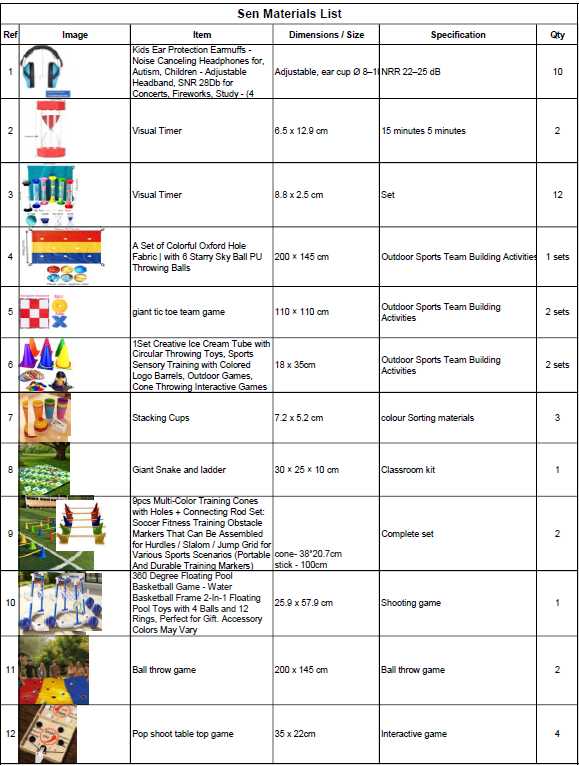 Sen Materials List
Ref Image Item Dimensions / Size Specification Qty
1
Kids Ear Protection Earmuffs -
Noise Canceling Headphones for,
Autism, Children - Adjustable
Headband, SNR 28Db for
Concerts, Fireworks, Study - (4
Adjustable, ear cup Ø 8–10
NRR 22–25 dB
10
2
Visual Timer
6.5 x 12.9 cm
15 minutes 5 minutes
2
3
Visual Timer
8.8 x 2.5 cm
Set
12
4
A Set of Colorful Oxford Hole
Fabric | with 6 Starry Sky Ball PU
Throwing Balls
200 × 145 cm
Outdoor Sports Team Building Activities
1 sets
5
giant tic toe team game
110 × 110 cm
Outdoor Sports Team Building
Activities
2 sets
6
1Set Creative Ice Cream Tube with
Circular Throwing Toys, Sports
Sensory Training with Colored
Logo Barrels, Outdoor Games,
Cone Throwing Interactive Games
18 x 35cm
Outdoor Sports Team Building
Activities
2 sets
7
Stacking Cups
7.2 x 5.2 cm
colour Sorting materials
3
8
Giant Snake and ladder
30 × 25 × 10 cm
Classroom kit
1
9
9pcs Multi-Color Training Cones
with Holes + Connecting Rod Set:
Soccer Fitness Training Obstacle
Markers That Can Be Assembled
for Hurdles / Slalom / Jump Grid for
Various Sports Scenarios (Portable
And Durable Training Markers)
cone- 38*20.7cm
stick - 100cm
Complete set
2
10
360 Degree Floating Pool
Basketball Game - Water
Basketball Frame 2-In-1 Floating
Pool Toys with 4 Balls and 12
Rings, Perfect for Gift. Accessory
Colors May Vary
25.9 x 57.9 cm
Shooting game
1
11
Ball throw game
200 x 145 cm
Ball throw game
2
12
Pop shoot table top game
35 x 22cm
Interactive game
4